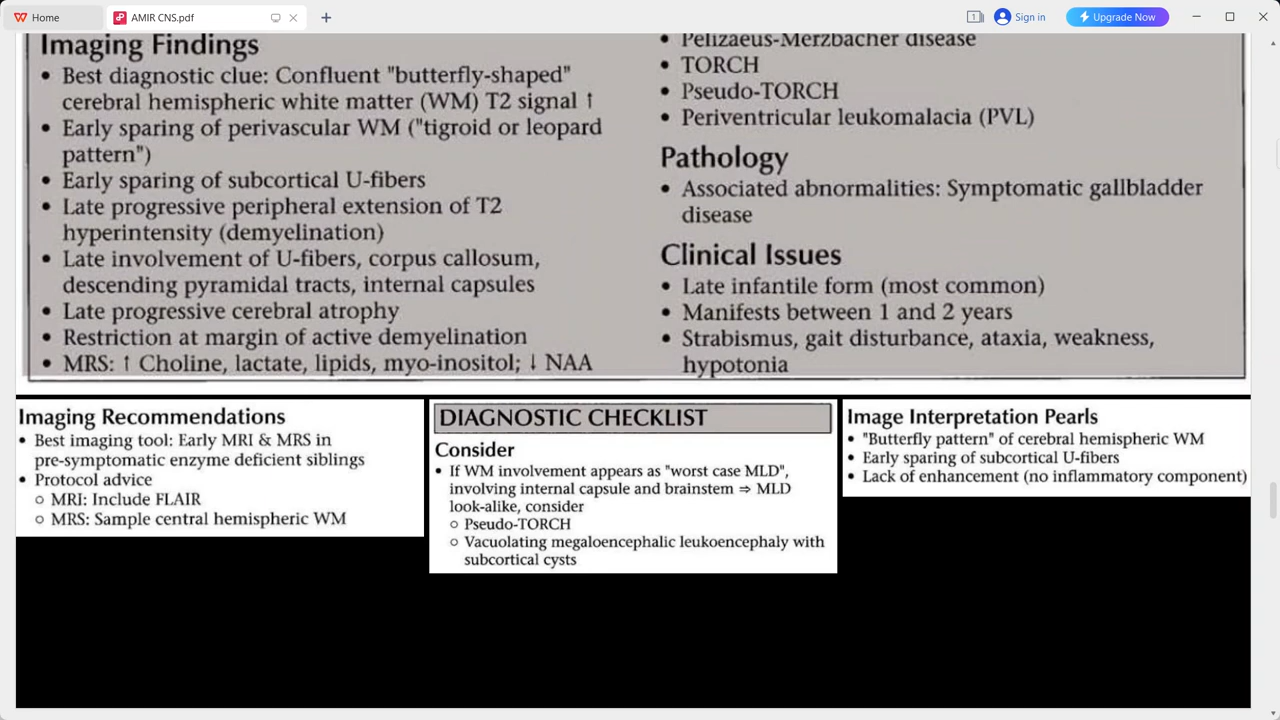 Home
AMIR CNS.pdf
1
Sign in
Upgrade Now
Imaging Findings
• Best diagnostic clue: Confluent "butterfly-shaped"
cerebral hemispheric white matter (WM) T2 signal ↑
• Early sparing of perivascular WM ("tigroid or leopard
pattern")
• Early sparing of subcortical U-fibers
• Late progressive peripheral extension of T2
hyperintensity (demyelination)
• Late involvement of U-fibers, corpus callosum,
descending pyramidal tracts, internal capsules
• Late progressive cerebral atrophy
• Restriction at margin of active demyelination
• MRS: ↑ Choline, lactate, lipids, myo-inositol; ↓ NAA
• Pelizaeus-Merzbacher disease
• TORCH
• Pseudo-TORCH
• Periventricular leukomalacia (PVL)
Pathology
• Associated abnormalities: Symptomatic gallbladder
disease
Clinical Issues
• Late infantile form (most common)
• Manifests between 1 and 2 years
• Strabismus, gait disturbance, ataxia, weakness,
hypotonia
Imaging Recommendations
• Best imaging tool: Early MRI & MRS in
pre-symptomatic enzyme deficient siblings
• Protocol advice
○ MRI: Include FLAIR
○ MRS: Sample central hemispheric WM
DIAGNOSTIC CHECKLIST
Consider
• If WM involvement appears as "worst case MLD",
involving internal capsule and brainstem ⇒ MLD
look-alike, consider
○ Pseudo-TORCH
○ Vacuolating megaloencephalic leukoencephaly with
subcortical cysts
Image Interpretation Pearls
• "Butterfly pattern" of cerebral hemispheric WM
• Early sparing of subcortical U-fibers
• Lack of enhancement (no inflammatory component)